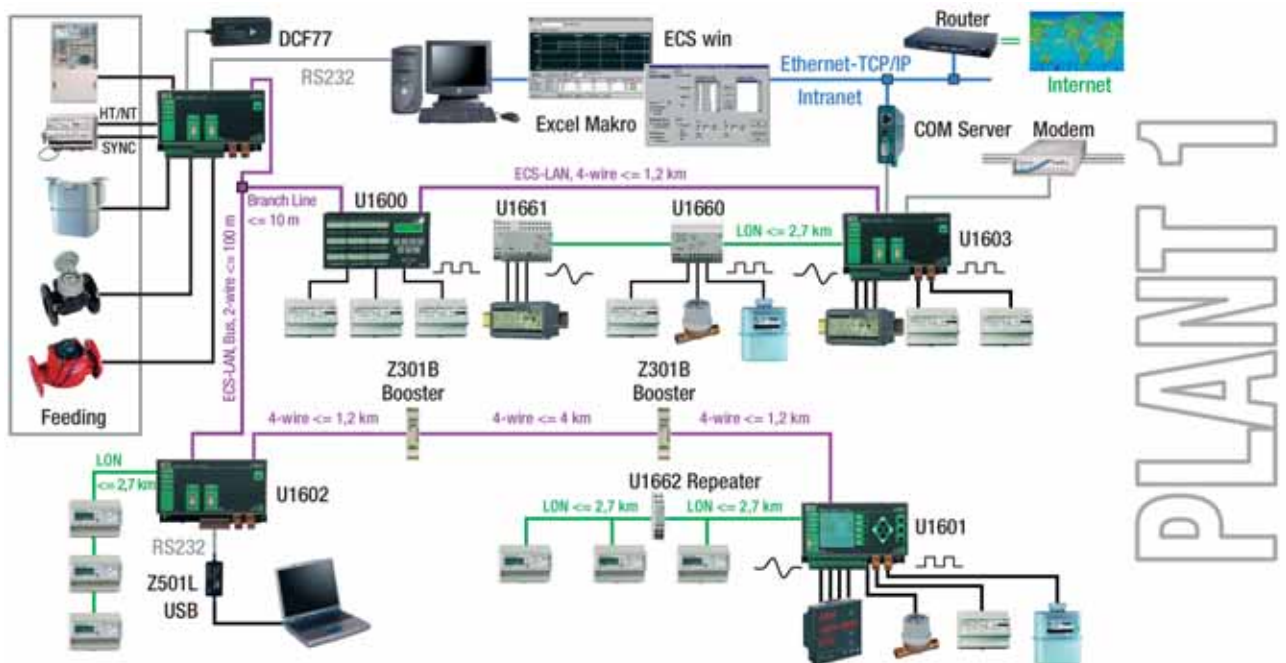 DCF77
RS232
ECS win
Excel Makro
Ethernet-TCP/IP
Intranet
Router
Internet
COM Server
Modem
HT/NT
SYNC
Feeding
ECS-LAN, Bus, 2-wire <= 100 m
Branch Line
<= 10 m
ECS-LAN, 4-wire <= 1,2 km
U1600
U1661
U1660
LON <= 2,7 km
U1603
Z301B
Booster
Z301B
Booster
4-wire <= 1,2 km
4-wire <= 4 km
4-wire <= 1,2 km
LON
<= 2,7 km
U1602
RS232
Z501L
USB
U1662 Repeater
LON <= 2,7 km
LON <= 2,7 km
U1601
PLANT 1